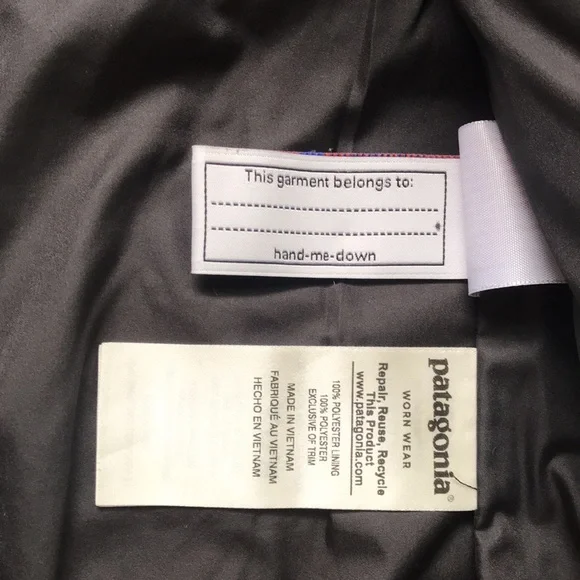 This garment belongs to:
hand-me-down
patagonia®
WORN WEAR
Repair, Reuse, Recycle
This Product
www.patagonia.com
100% POLYESTER LINING
100% POLYESTER
EXCLUSIVE OF TRIM
MADE IN VIETNAM
FABRIQUÉ AU VIETNAM
HECHO EN VIETNAM